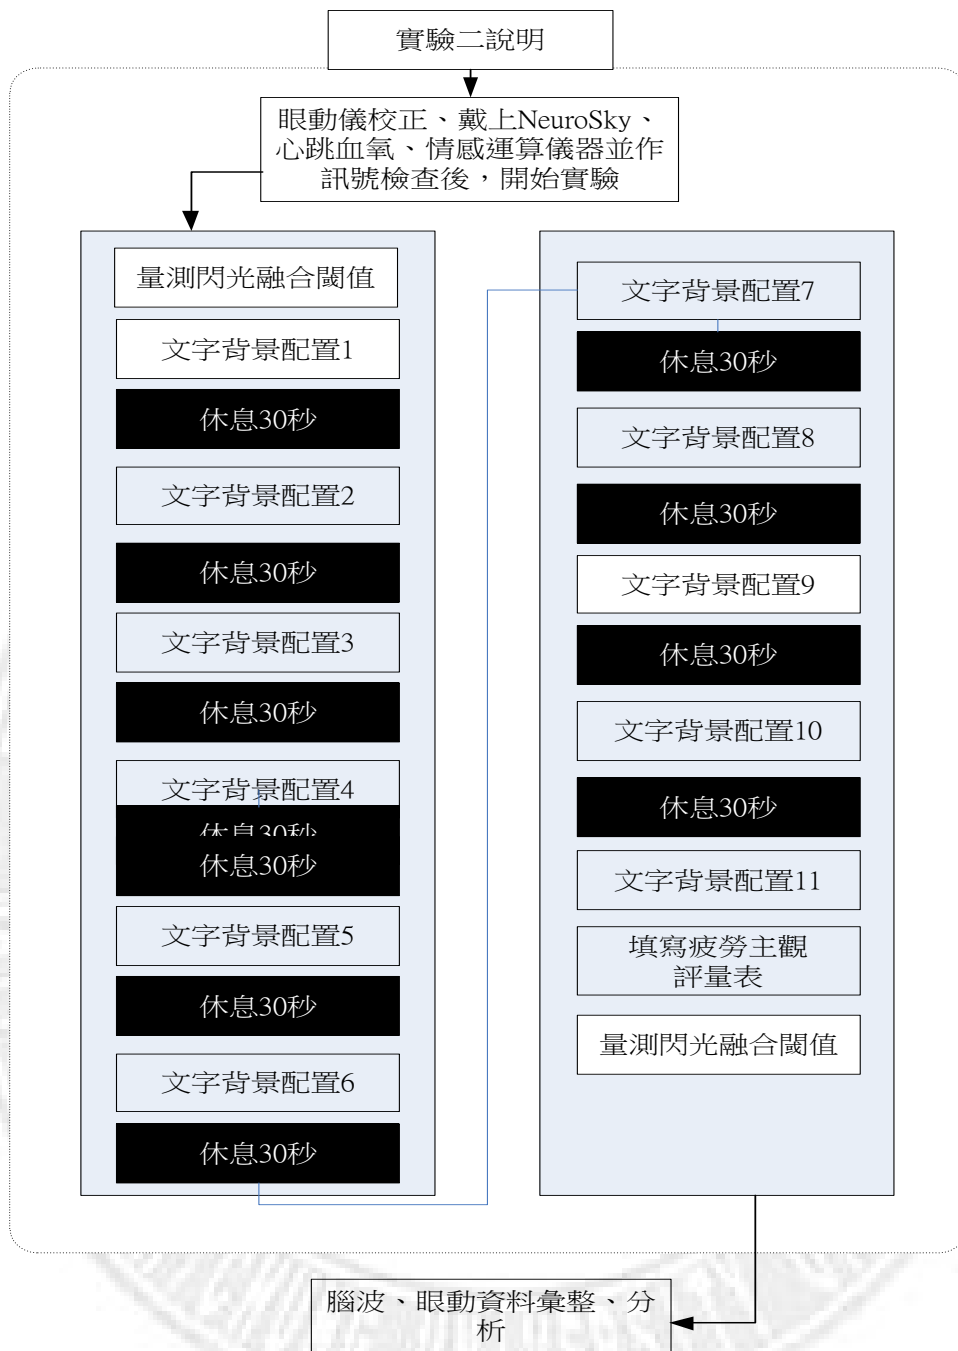 實驗二說明
眼動儀校正、戴上NeuroSky、
心跳血氧、情感運算儀器並作
訊號檢查後，開始實驗
量測閃光融合閾值
文字背景配置1
休息30秒
文字背景配置2
休息30秒
文字背景配置3
休息30秒
文字背景配置4
休息30秒
休息30秒
文字背景配置5
休息30秒
文字背景配置6
休息30秒
文字背景配置7
休息30秒
文字背景配置8
休息30秒
文字背景配置9
休息30秒
文字背景配置10
休息30秒
文字背景配置11
填寫疲勞主觀
評量表
量測閃光融合閾值
腦波、眼動資料彙整、分
析